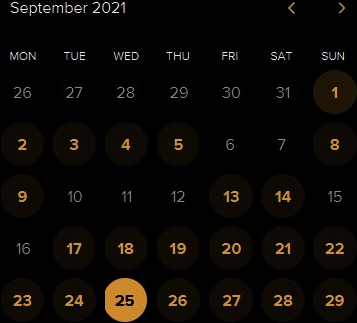 September 2021
MON TUE WED THU FRI SAT SUN
26 27 28 29 30 31 1
2 3 4 5 6 7 8
9 10 11 12 13 14 15
16 17 18 19 20 21 22
23 24 25 26 27 28 29